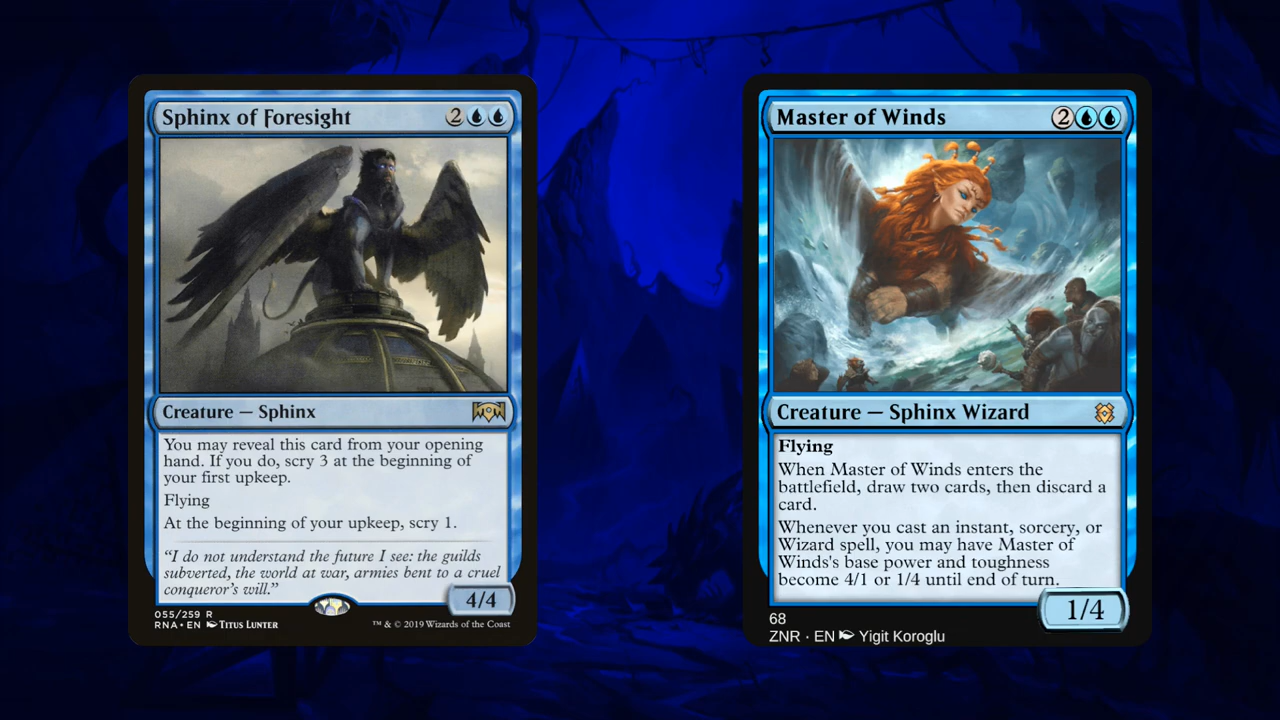 Sphinx of Foresight 2
Creature — Sphinx
You may reveal this card from your opening
hand. If you do, scry 3 at the beginning of
your first upkeep.
Flying
At the beginning of your upkeep, scry 1.
“I do not understand the future I see: the guilds
subverted, the world at war, armies bent to a cruel
conqueror’s will.”
4/4
055/259 R
RNA • EN Titus Lunter
™ & © 2019 Wizards of the Coast
Master of Winds 2
Creature — Sphinx Wizard
Flying
When Master of Winds enters the
battlefield, draw two cards, then discard a
card.
Whenever you cast an instant, sorcery, or
Wizard spell, you may have Master of
Winds's base power and toughness
become 4/1 or 1/4 until end of turn.
1/4
68
ZNR · EN Yigit Koroglu